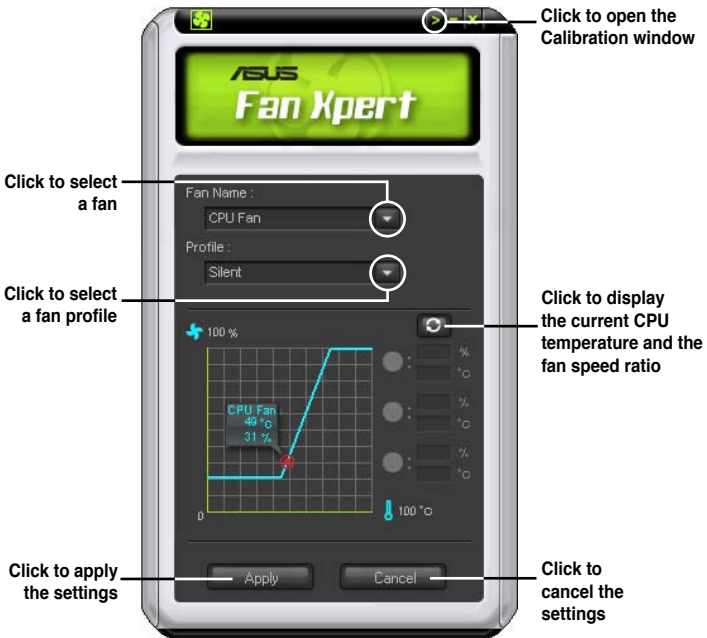 Click to open the
Calibration window
> - x
ASUS
Fan Xpert
Click to select
a fan
Fan Name :
CPU Fan
Profile :
Silent
Click to select
a fan profile
Click to display
the current CPU
temperature and the
fan speed ratio
100 %
: %
°C
CPU Fan
49 °C
31 %
: %
°C
: %
°C
0
100 °C
Click to apply
the settings
Apply
Cancel
Click to
cancel the
settings